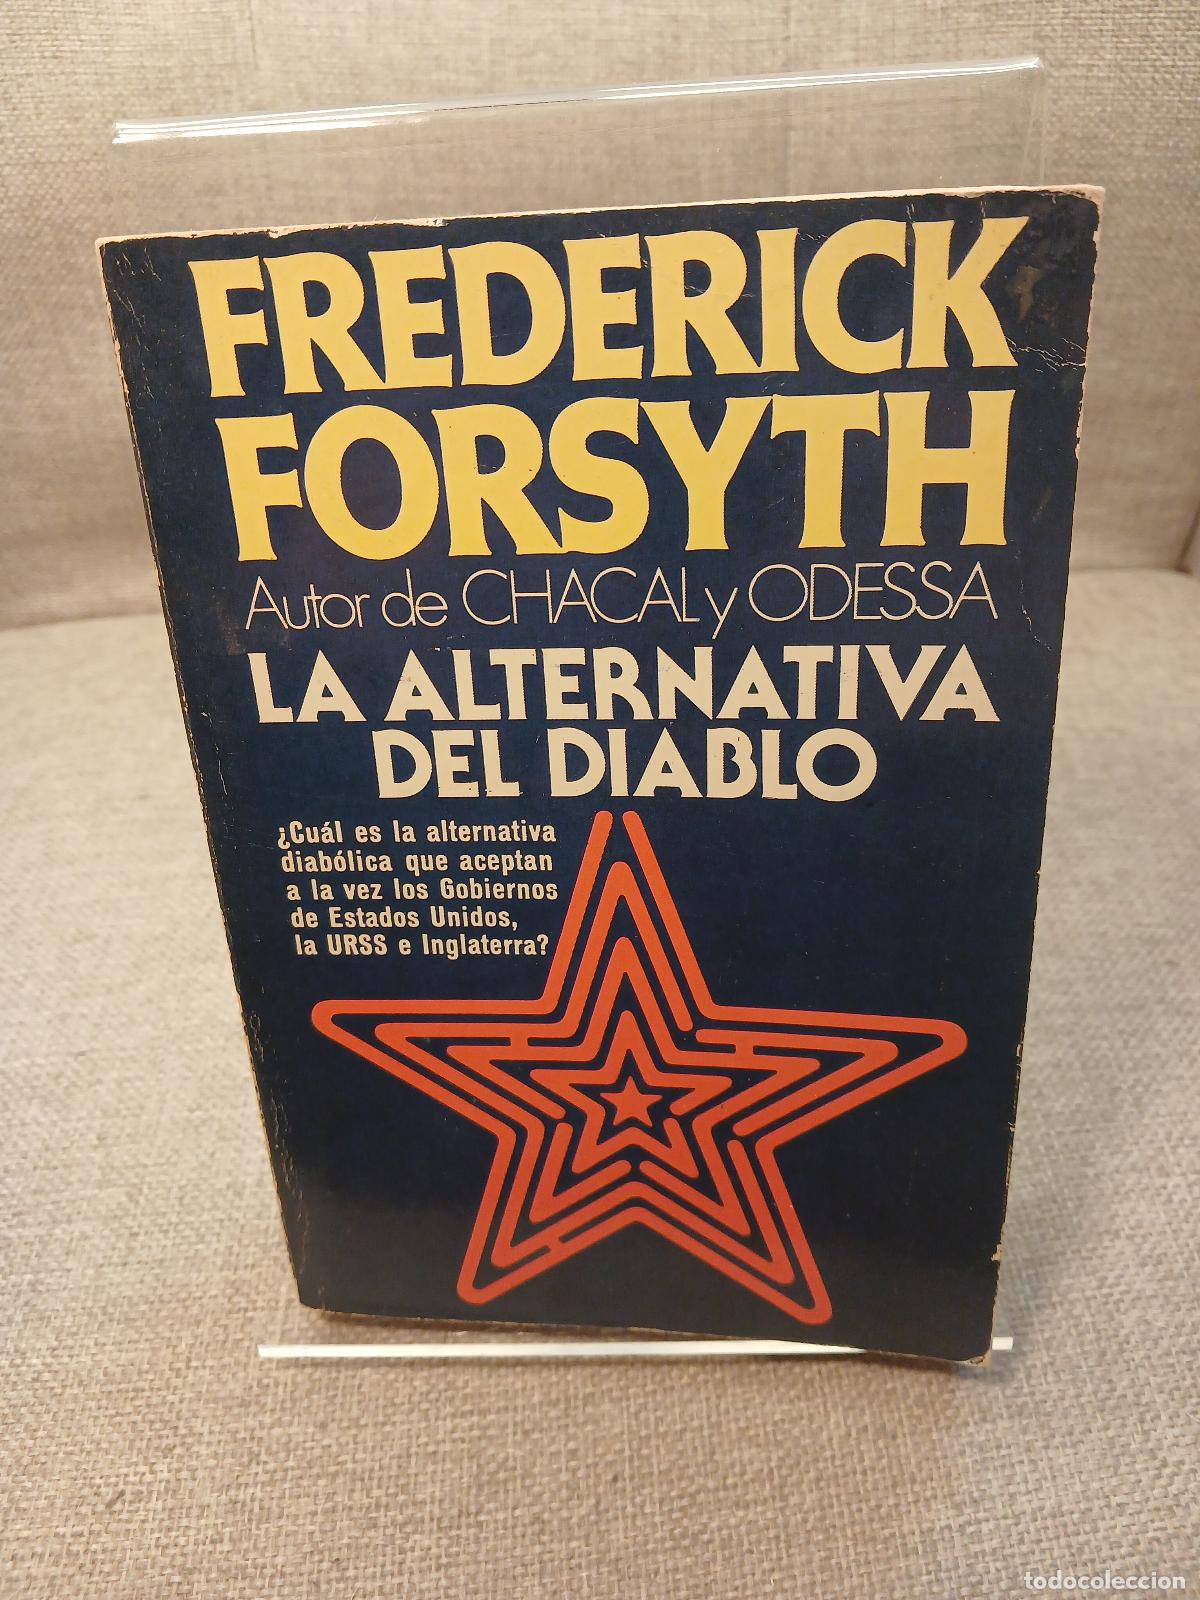 FREDERICK
FORSYTH
Autor de CHACAL y ODESSA
LA ALTERNATIVA
DEL DIABLO
¿Cuál es la alternativa
diabólica que aceptan
a la vez los Gobiernos
de Estados Unidos,
la URSS e Inglaterra?
todocoleccion